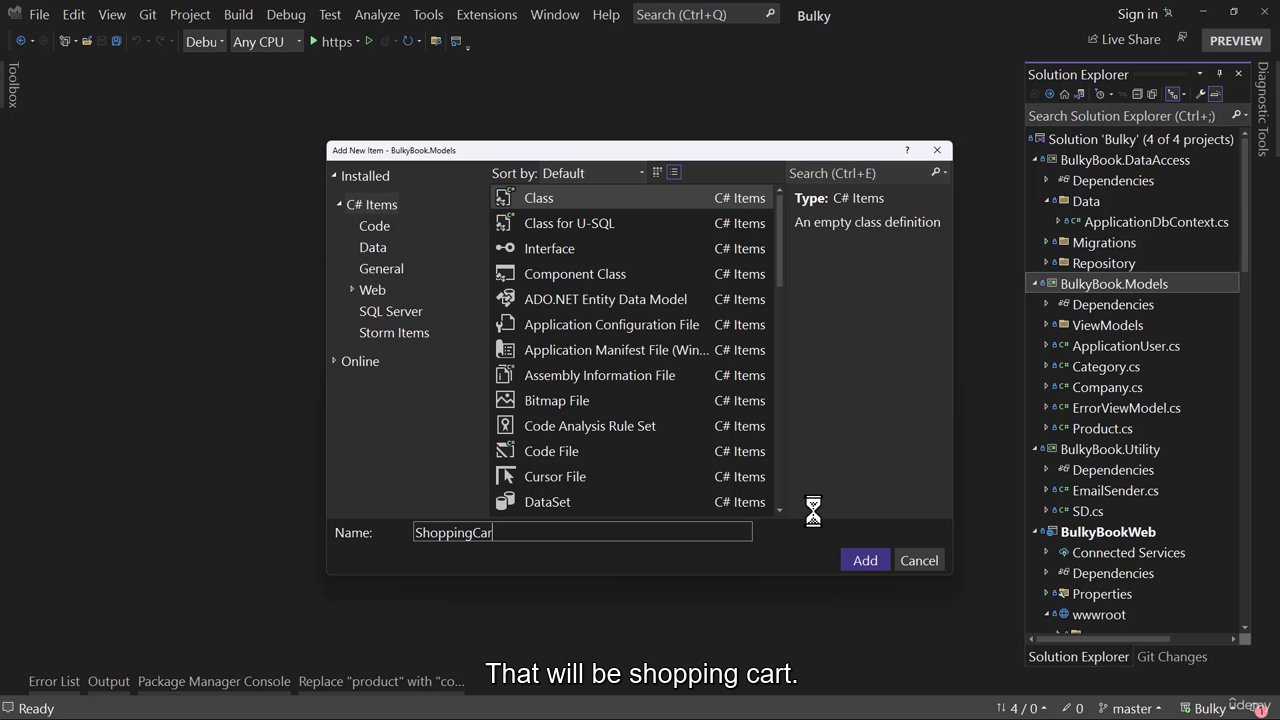 File Edit View Git Project Build Debug Test Analyze Tools Extensions Window Help Search (Ctrl+Q) Bulky Sign in
Debu Any CPU https Live Share PREVIEW
Toolbox
Solution Explorer
Search Solution Explorer (Ctrl+;)
Solution 'Bulky' (4 of 4 projects)
BulkyBook.DataAccess
Dependencies
Data
ApplicationDbContext.cs
Migrations
Repository
BulkyBook.Models
Dependencies
ViewModels
ApplicationUser.cs
Category.cs
Company.cs
ErrorViewModel.cs
Product.cs
BulkyBook.Utility
Dependencies
EmailSender.cs
SD.cs
BulkyBookWeb
Connected Services
Dependencies
Properties
wwwroot
Solution Explorer Git Changes
Diagnostic Tools
Add New Item - BulkyBook.Models
Installed
C# Items
Code
Data
General
Web
SQL Server
Storm Items
Online
Sort by: Default
Search (Ctrl+E)
Class C# Items
Class for U-SQL C# Items
Interface C# Items
Component Class C# Items
ADO.NET Entity Data Model C# Items
Application Configuration File C# Items
Application Manifest File (Win... C# Items
Assembly Information File C# Items
Bitmap File C# Items
Code Analysis Rule Set C# Items
Code File C# Items
Cursor File C# Items
DataSet C# Items
Type: C# Items
An empty class definition
Name: ShoppingCar
Add Cancel
That will be shopping cart.
Error List Output Package Manager Console Replace "product" with "co...
Ready 4 / 0 0 master Bulky 1
Udemy